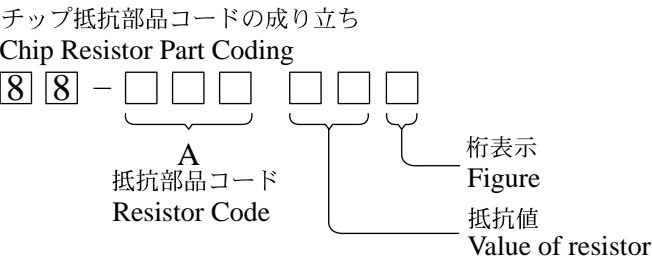 チップ抵抗部品コードの成り立ち
Chip Resistor Part Coding
88-□□□ □□□
A
抵抗部品コード
Resistor Code
桁表示
Figure
抵抗値
Value of resistor